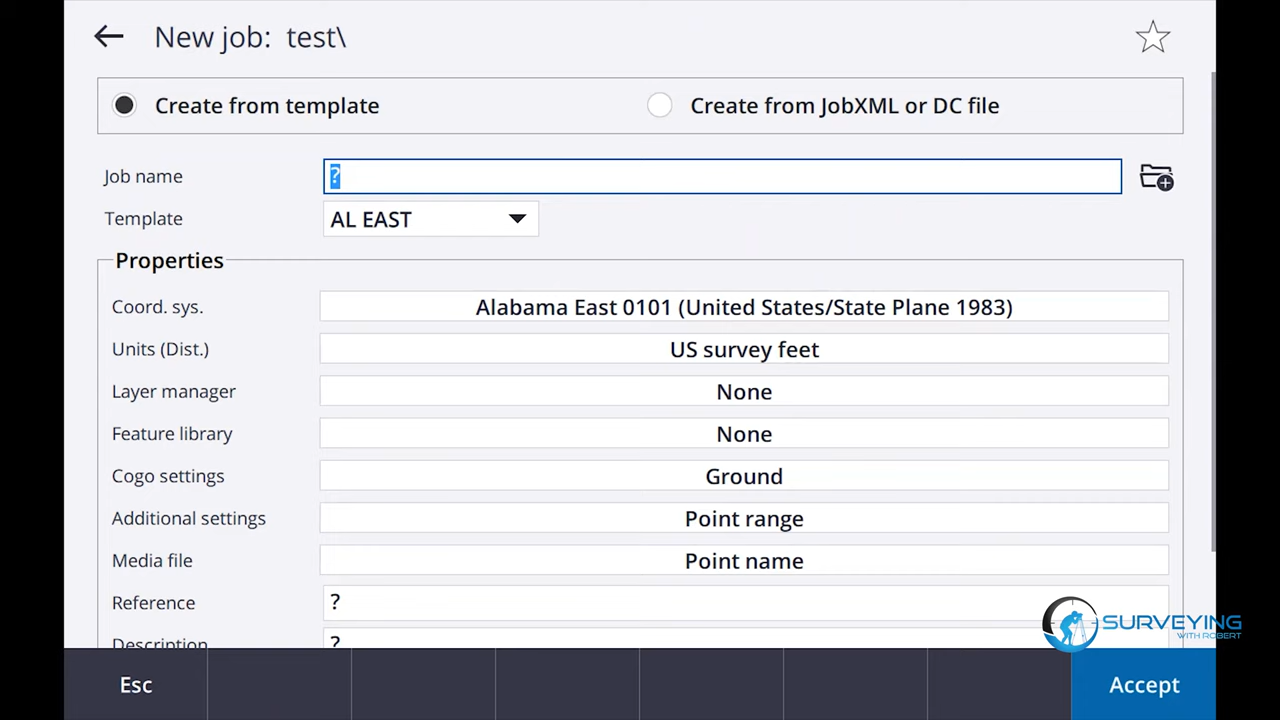 New job: test\
Create from template
Create from JobXML or DC file
Job name
?
Template
AL EAST
Properties
Coord. sys.
Alabama East 0101 (United States/State Plane 1983)
Units (Dist.)
US survey feet
Layer manager
None
Feature library
None
Cogo settings
Ground
Additional settings
Point range
Media file
Point name
Reference
?
Description
?
SURVEYING
WITH ROBERT
Esc
Accept